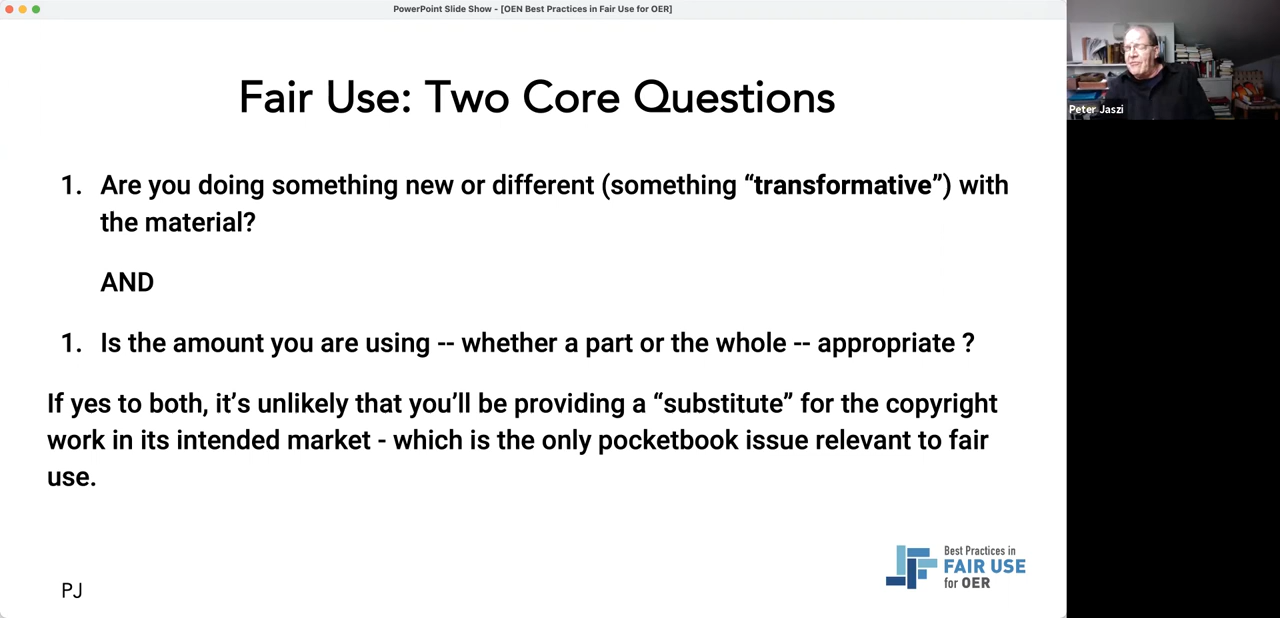 PowerPoint Slide Show - [OEN Best Practices in Fair Use for OER]
Fair Use: Two Core Questions
1. Are you doing something new or different (something “transformative”) with
the material?
AND
1. Is the amount you are using -- whether a part or the whole -- appropriate ?
If yes to both, it’s unlikely that you’ll be providing a “substitute” for the copyright
work in its intended market - which is the only pocketbook issue relevant to fair
use.
PJ
Best Practices in
FAIR USE
for OER
Peter Jaszi